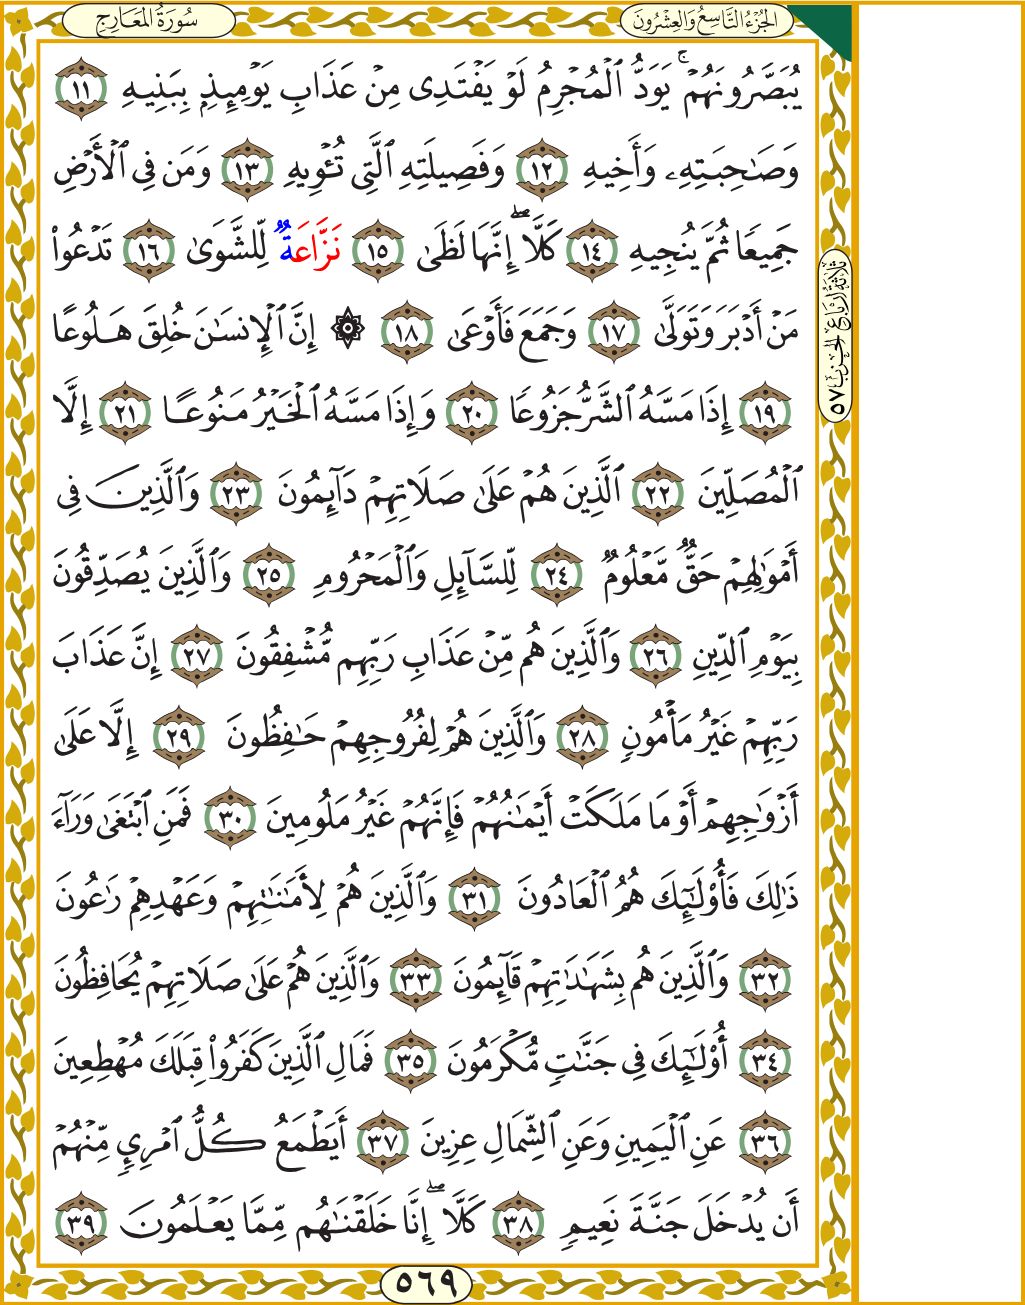 الجُزْءُ التَّاسِعُ وَالعِشْرُونَ
سُورَةُ المَعَارِجِ
يُبَصَّرُونَهُمْۚ يَوَدُّ ٱلْمُجْرِمُ لَوْ يَفْتَدِى مِنْ عَذَابِ يَوْمِئِذِۭ بِبَنِيهِ ١١
وَصَٰحِبَتِهِۦ وَأَخِيهِ ١٢ وَفَصِيلَتِهِ ٱلَّتِى تُـْٔوِيهِ ١٣ وَمَن فِى ٱلْأَرْضِ
جَمِيعًا ثُمَّ يُنجِيهِ ١٤ كَلَّآۖ إِنَّهَا لَظَىٰ ١٥ نَزَّاعَةٌ لِّلشَّوَىٰ ١٦ تَدْعُوا۟
مَنْ أَدْبَرَ وَتَوَلَّىٰ ١٧ وَجَمَعَ فَأَوْعَىٰ ١٨ ۞ إِنَّ ٱلْإِنسَٰنَ خُلِقَ هَلُوعًا
١٩ إِذَا مَسَّهُ ٱلشَّرُّ جَزُوعًا ٢٠ وَإِذَا مَسَّهُ ٱلْخَيْرُ مَنُوعًا ٢١ إِلَّا
ٱلْمُصَلِّينَ ٢٢ ٱلَّذِينَ هُمْ عَلَىٰ صَلَاتِهِمْ دَآئِمُونَ ٢٣ وَٱلَّذِينَ فِىٓ
أَمْوَٰلِهِمْ حَقٌّ مَّعْلُومٌ ٢٤ لِّلسَّآئِلِ وَٱلْمَحْرُومِ ٢٥ وَٱلَّذِينَ يُصَدِّقُونَ
بِيَوْمِ ٱلدِّينِ ٢٦ وَٱلَّذِينَ هُم مِّنْ عَذَابِ رَبِّهِم مُّشْفِقُونَ ٢٧ إِنَّ عَذَابَ
رَبِّهِمْ غَيْرُ مَأْمُونٍ ٢٨ وَٱلَّذِينَ هُمْ لِفُرُوجِهِمْ حَٰفِظُونَ ٢٩ إِلَّا عَلَىٰٓ
أَزْوَٰجِهِمْ أَوْ مَا مَلَكَتْ أَيْمَٰنُهُمْ فَإِنَّهُمْ غَيْرُ مَلُومِينَ ٣٠ فَمَنِ ٱبْتَغَىٰ وَرَآءَ
ذَٰلِكَ فَأُو۟لَٰٓئِكَ هُمُ ٱلْعَادُونَ ٣١ وَٱلَّذِينَ هُمْ لِأَمَٰنَٰتِهِمْ وَعَهْدِهِمْ رَٰعُونَ
٣٢ وَٱلَّذِينَ هُم بِشَهَٰدَٰتِهِمْ قَآئِمُونَ ٣٣ وَٱلَّذِينَ هُمْ عَلَىٰ صَلَاتِهِمْ يُحَافِظُونَ
٣٤ أُو۟لَٰٓئِكَ فِى جَنَّٰتٍ مُّكْرَمُونَ ٣٥ فَمَالِ ٱلَّذِينَ كَفَرُوا۟ قِبَلَكَ مُهْطِعِينَ
٣٦ عَنِ ٱلْيَمِينِ وَعَنِ ٱلشِّمَالِ عِزِينَ ٣٧ أَيَطْمَعُ كُلُّ ٱمْرِئٍ مِّنْهُمْ
أَن يُدْخَلَ جَنَّةَ نَعِيمٍ ٣٨ كَلَّآۖ إِنَّا خَلَقْنَٰهُم مِّمَّا يَعْلَمُونَ ٣٩
ثَلَاثَةُ أَرْبَاعِ الحِزْبِ ٥٧
٥٦٩